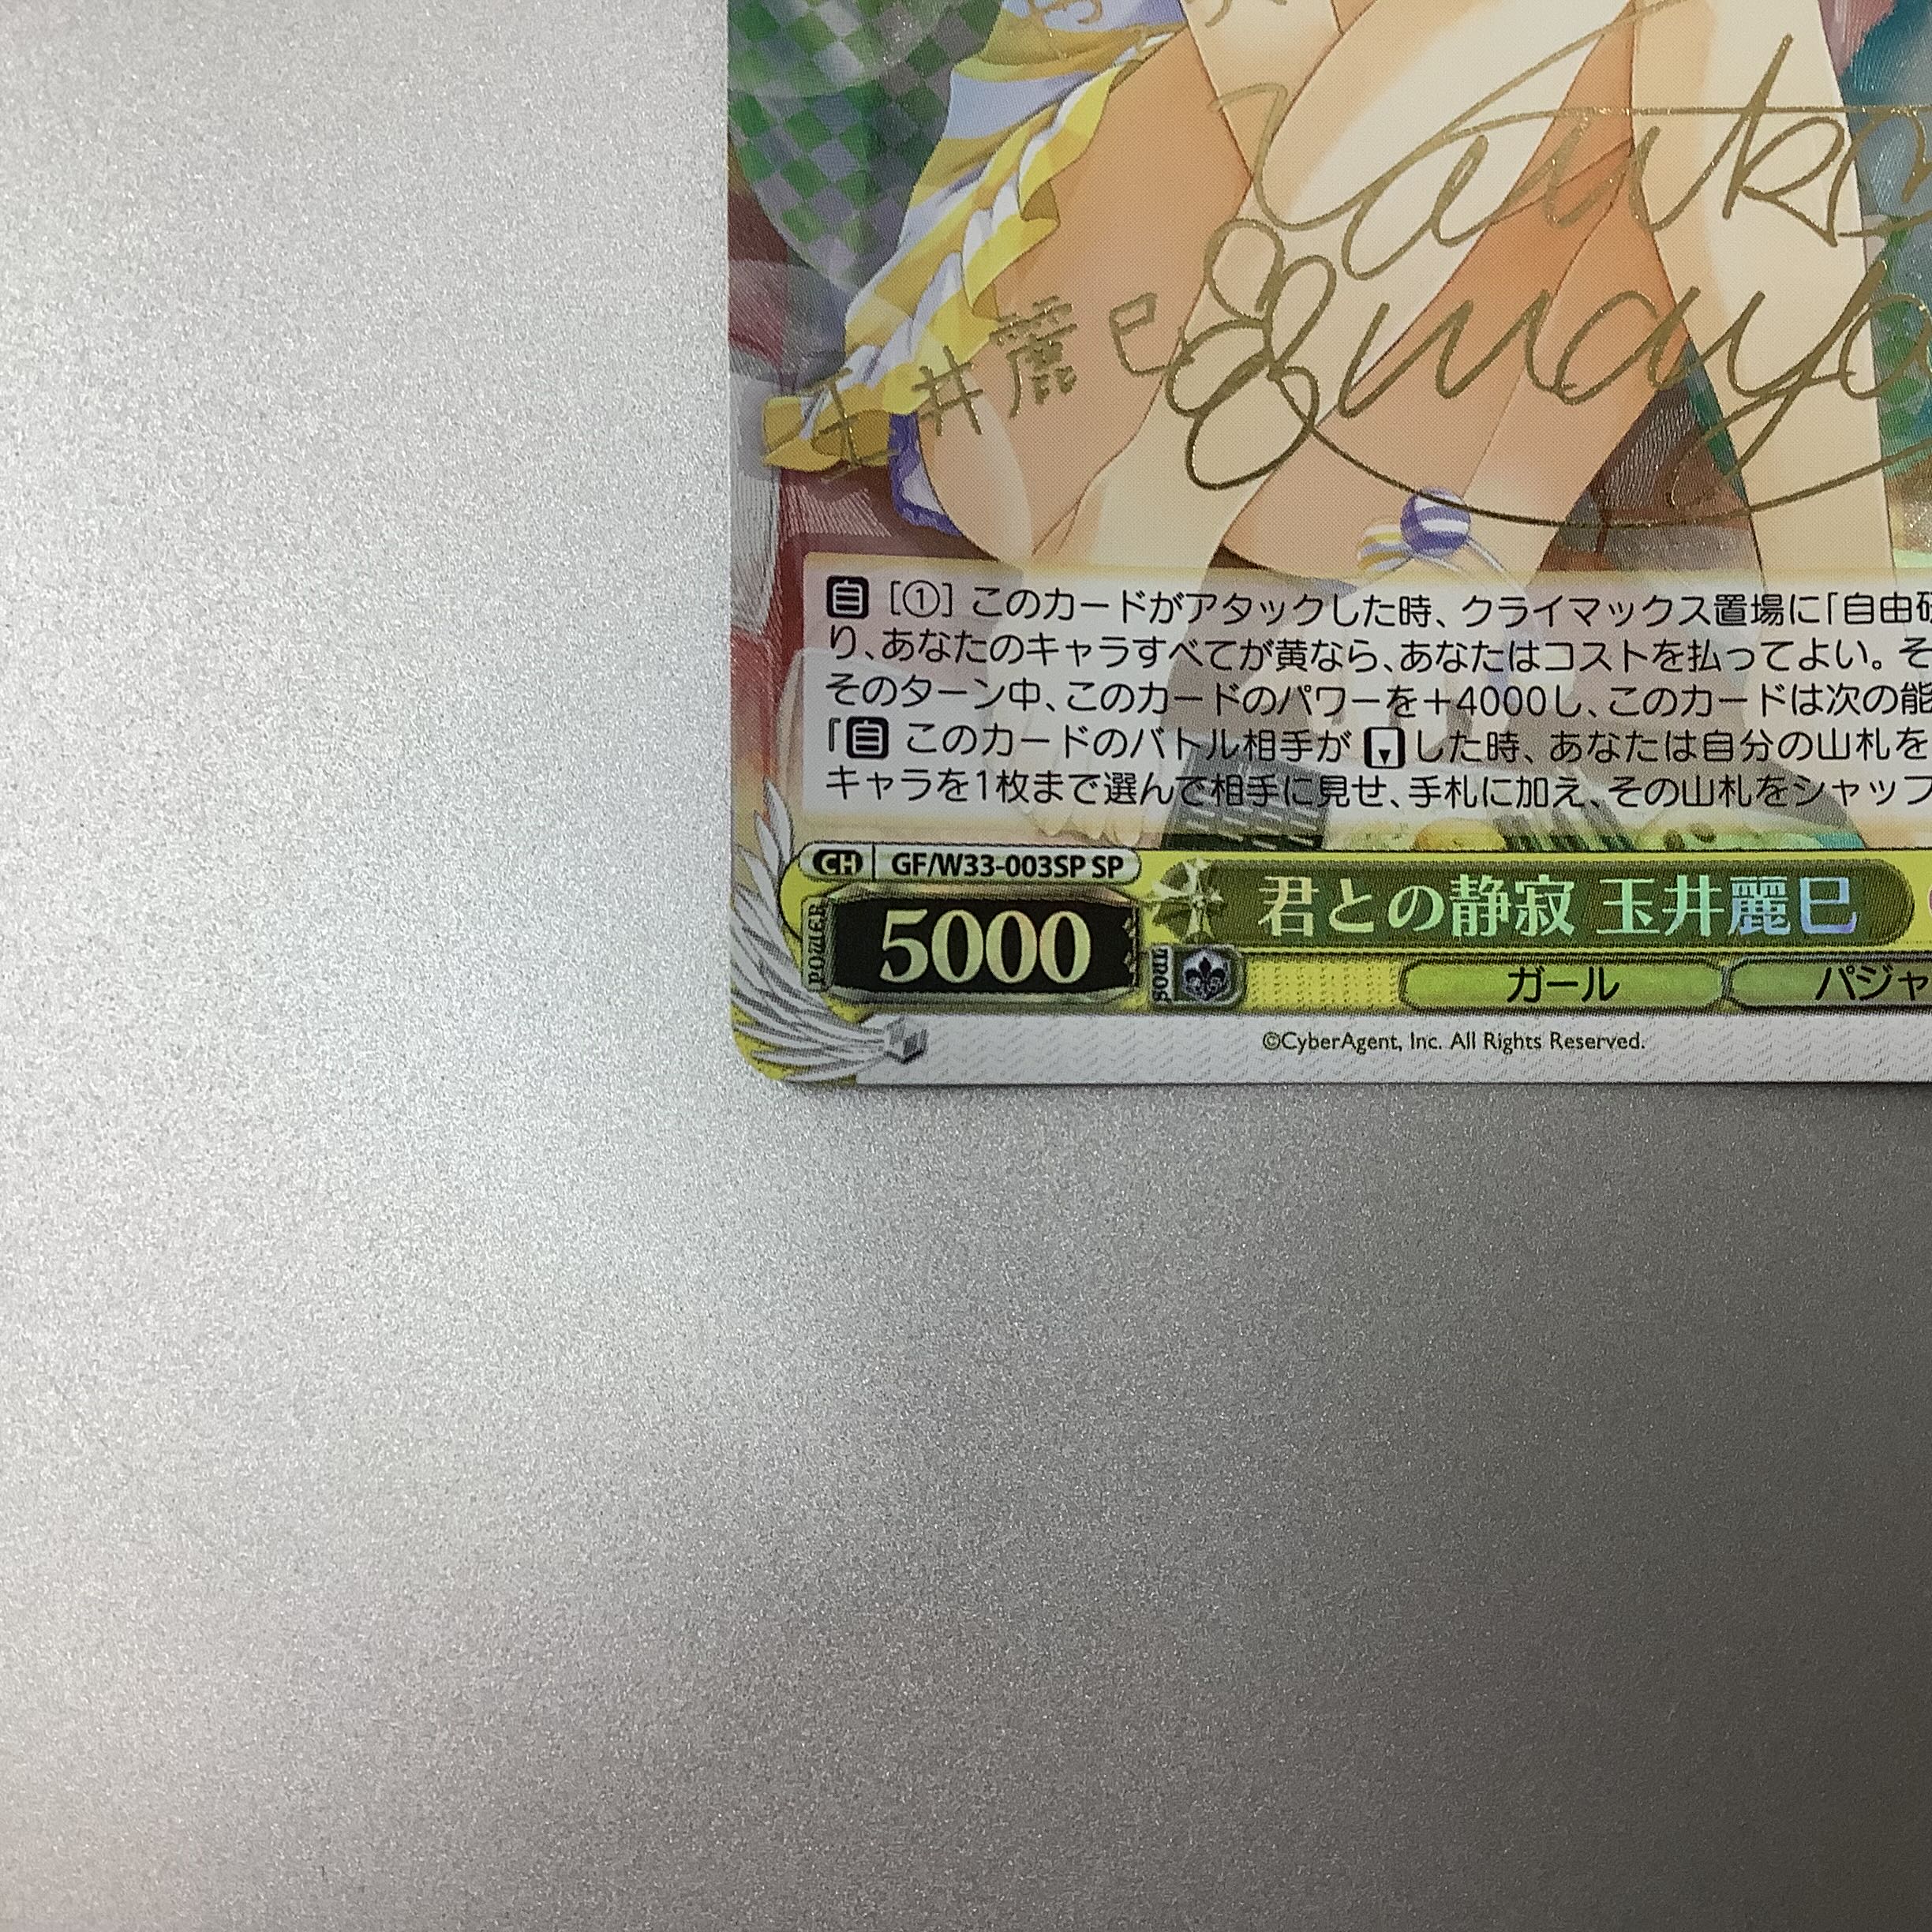 玉井麗巳
自 [①] このカードがアタックした時、クライマックス置場に「自由研
り、あなたのキャラすべてが黄なら、あなたはコストを払ってよい。そ
そのターン中、このカードのパワーを+4000し、このカードは次の能
「自 このカードのバトル相手が した時、あなたは自分の山札を
キャラを1枚まで選んで相手に見せ、手札に加え、その山札をシャッフ
CH GF/W33-003SP SP
POWER 5000
君との静寂 玉井麗巳
SOUL
ガール
パジャ
©CyberAgent, Inc. All Rights Reserved.